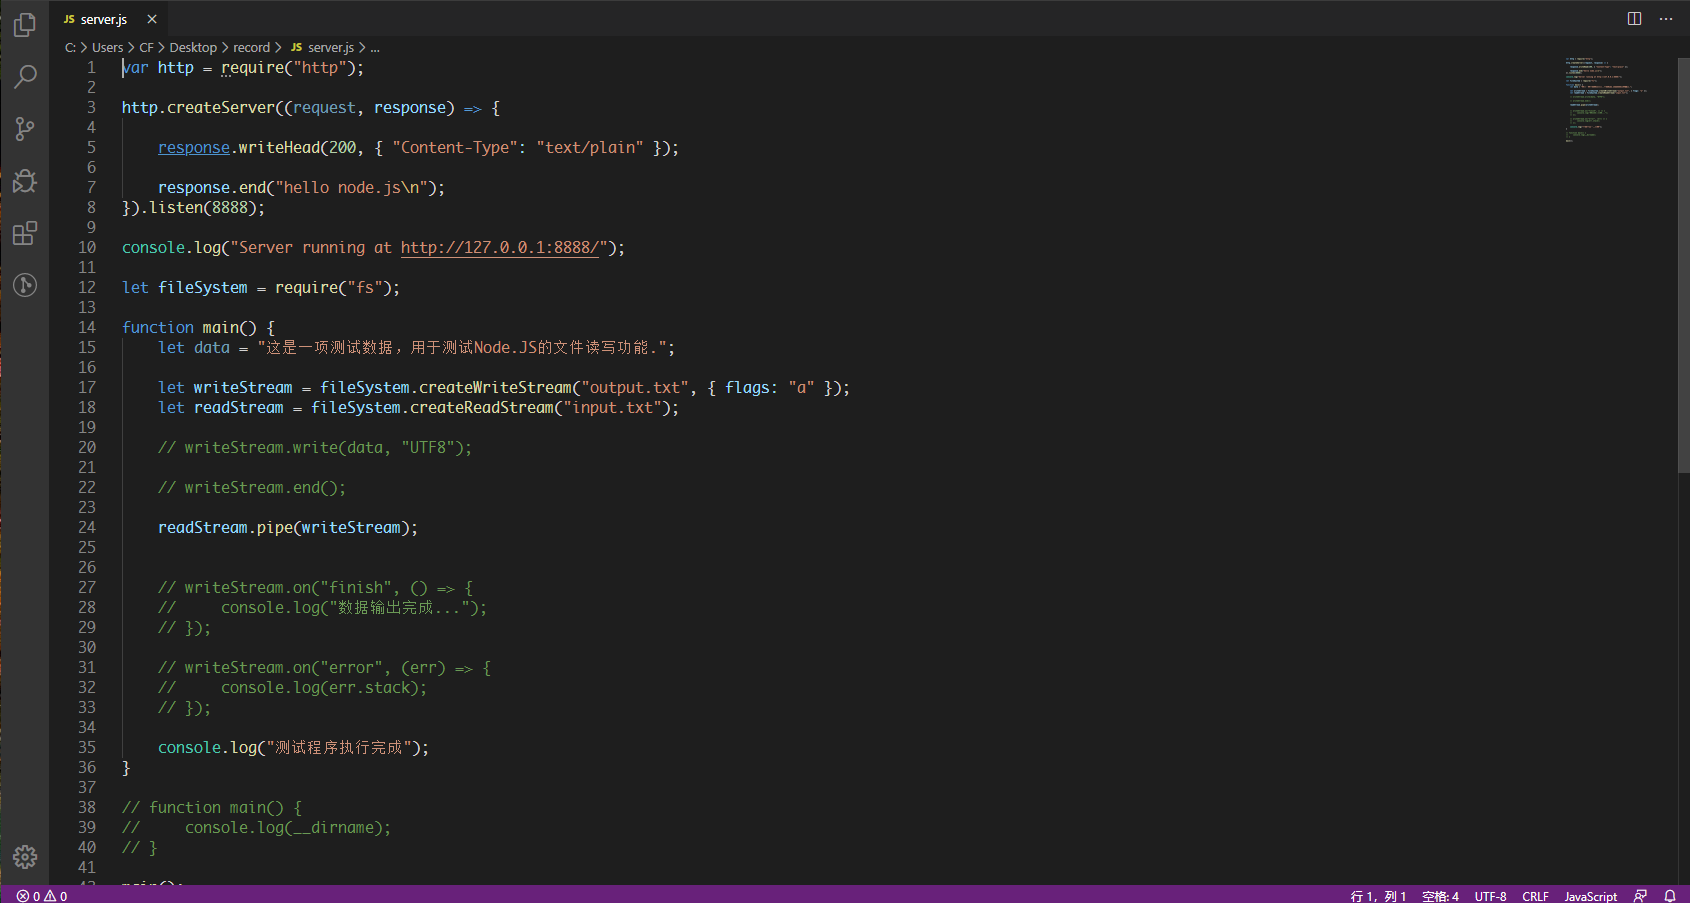 JS server.js
C: > Users > CF > Desktop > record > JS server.js > ...
1 var http = require("http");
2
3 http.createServer((request, response) => {
4
5     response.writeHead(200, { "Content-Type": "text/plain" });
6
7     response.end("hello node.js\n");
8 }).listen(8888);
9
10 console.log("Server running at http://127.0.0.1:8888/");
11
12 let fileSystem = require("fs");
13
14 function main() {
15     let data = "这是一项测试数据，用于测试Node.JS的文件读写功能.";
16
17     let writeStream = fileSystem.createWriteStream("output.txt", { flags: "a" });
18     let readStream = fileSystem.createReadStream("input.txt");
19
20     // writeStream.write(data, "UTF8");
21
22     // writeStream.end();
23
24     readStream.pipe(writeStream);
25
26
27     // writeStream.on("finish", () => {
28     //     console.log("数据输出完成...");
29     // });
30
31     // writeStream.on("error", (err) => {
32     //     console.log(err.stack);
33     // });
34
35     console.log("测试程序执行完成");
36 }
37
38 // function main() {
39 //     console.log(__dirname);
40 // }
41
42 main();
0 0 行 1，列 1 空格: 4 UTF-8 CRLF JavaScript